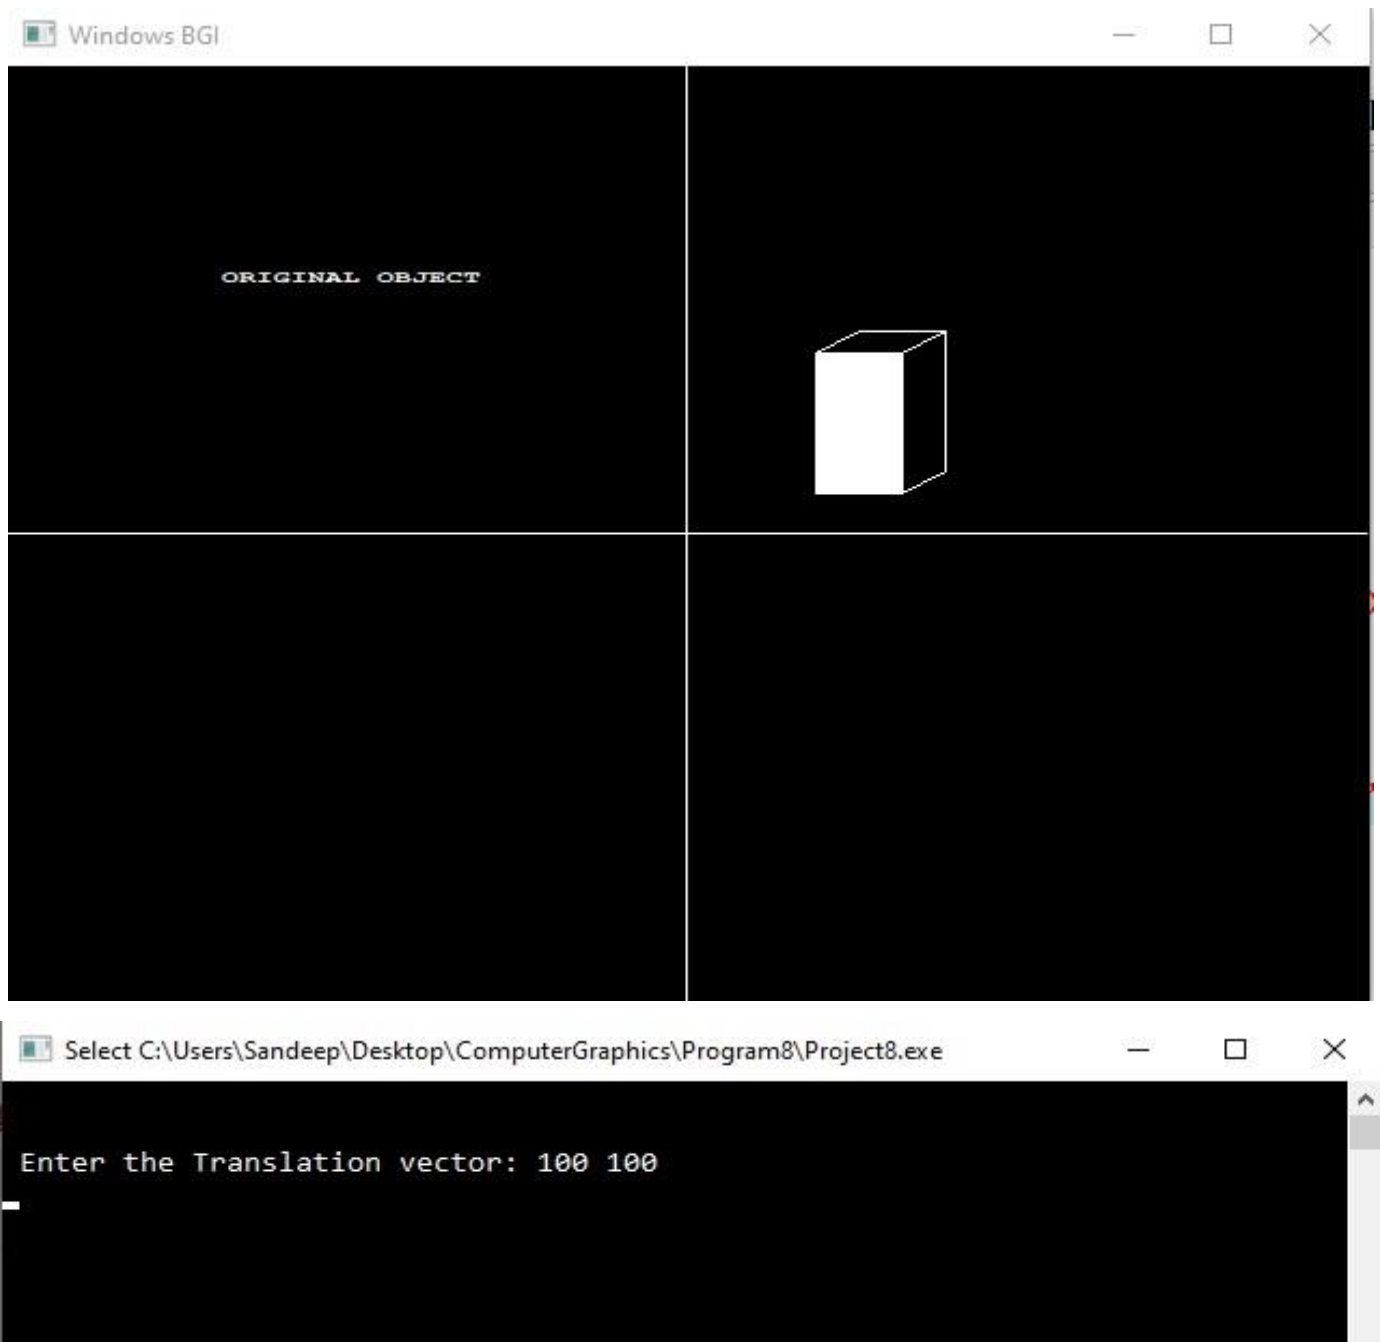 Windows BGI
ORIGINAL OBJECT
Select C:\Users\Sandeep\Desktop\ComputerGraphics\Program8\Project8.exe
Enter the Translation vector: 100 100